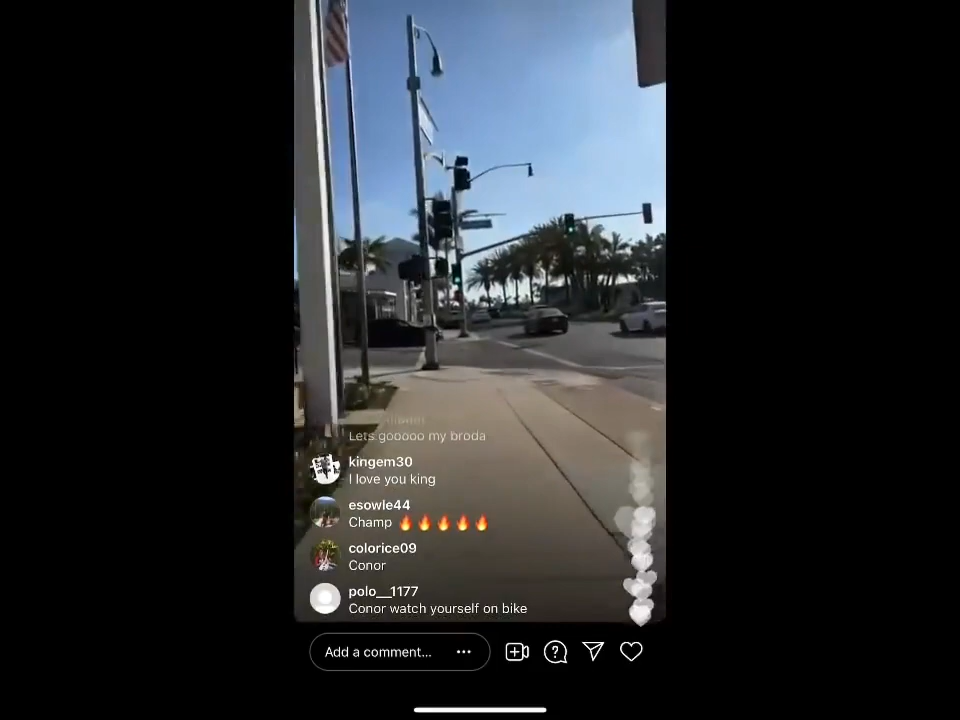 Lets gooooo my broda
kingem30
I love you king
esowle44
Champ 🔥🔥🔥🔥🔥
colorice09
Conor
polo__1177
Conor watch yourself on bike
Add a comment...